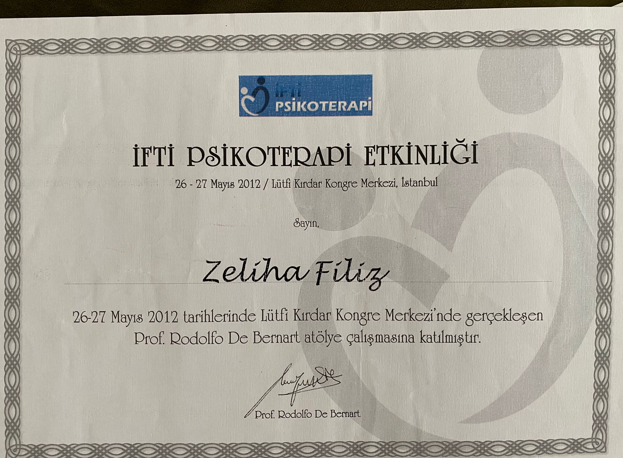 İFTİ
PSİKOTERAPİ
İFTİ PSİKOTERAPİ ETKİNLİĞİ
26 - 27 Mayıs 2012 / Lütfi Kırdar Kongre Merkezi, İstanbul
Sayın,
Zeliha Filiz
26-27 Mayıs 2012 tarihlerinde Lütfi Kırdar Kongre Merkezi'nde gerçekleşen
Prof. Rodolfo De Bernart atölye çalışmasına katılmıştır.
Prof. Rodolfo De Bernart